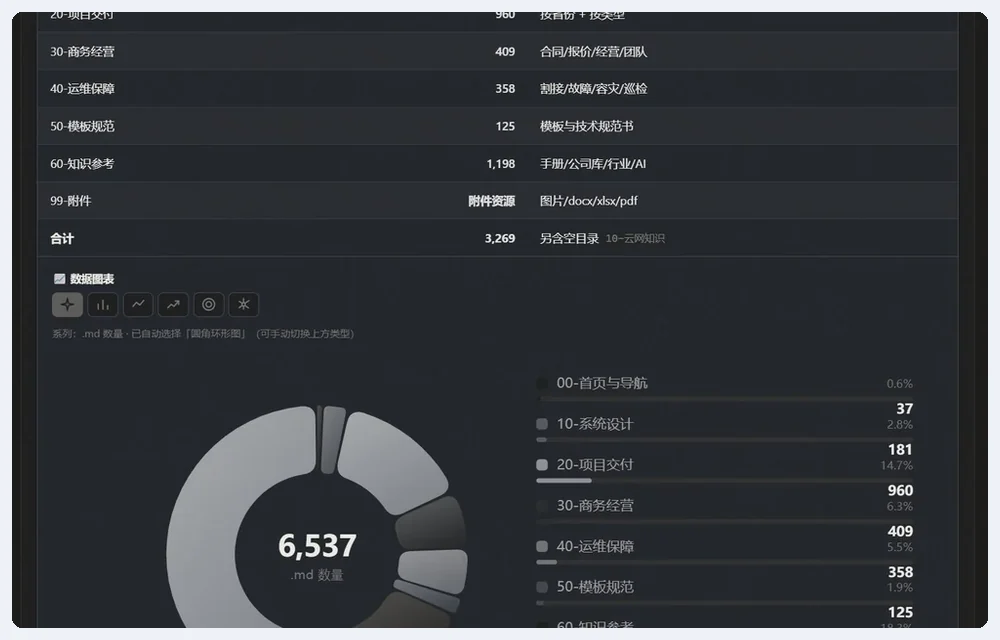 20-项目交付 960 按省份 + 按类型
30-商务经营 409 合同/报价/经营/团队
40-运维保障 358 割接/故障/容灾/巡检
50-模板规范 125 模板与技术规范书
60-知识参考 1,198 手册/公司库/行业/AI
99-附件 附件资源 图片/docx/xlsx/pdf
合计 3,269 另含空目录 10-云网知识
数据图表
系列: .md 数量 · 已自动选择「圆角环形图」 (可手动切换上方类型)
6,537
.md 数量
00-首页与导航 0.6%
37
10-系统设计 2.8%
181
20-项目交付 14.7%
960
30-商务经营 6.3%
409
40-运维保障 5.5%
358
50-模板规范 1.9%
125
60-知识参考 18.3%